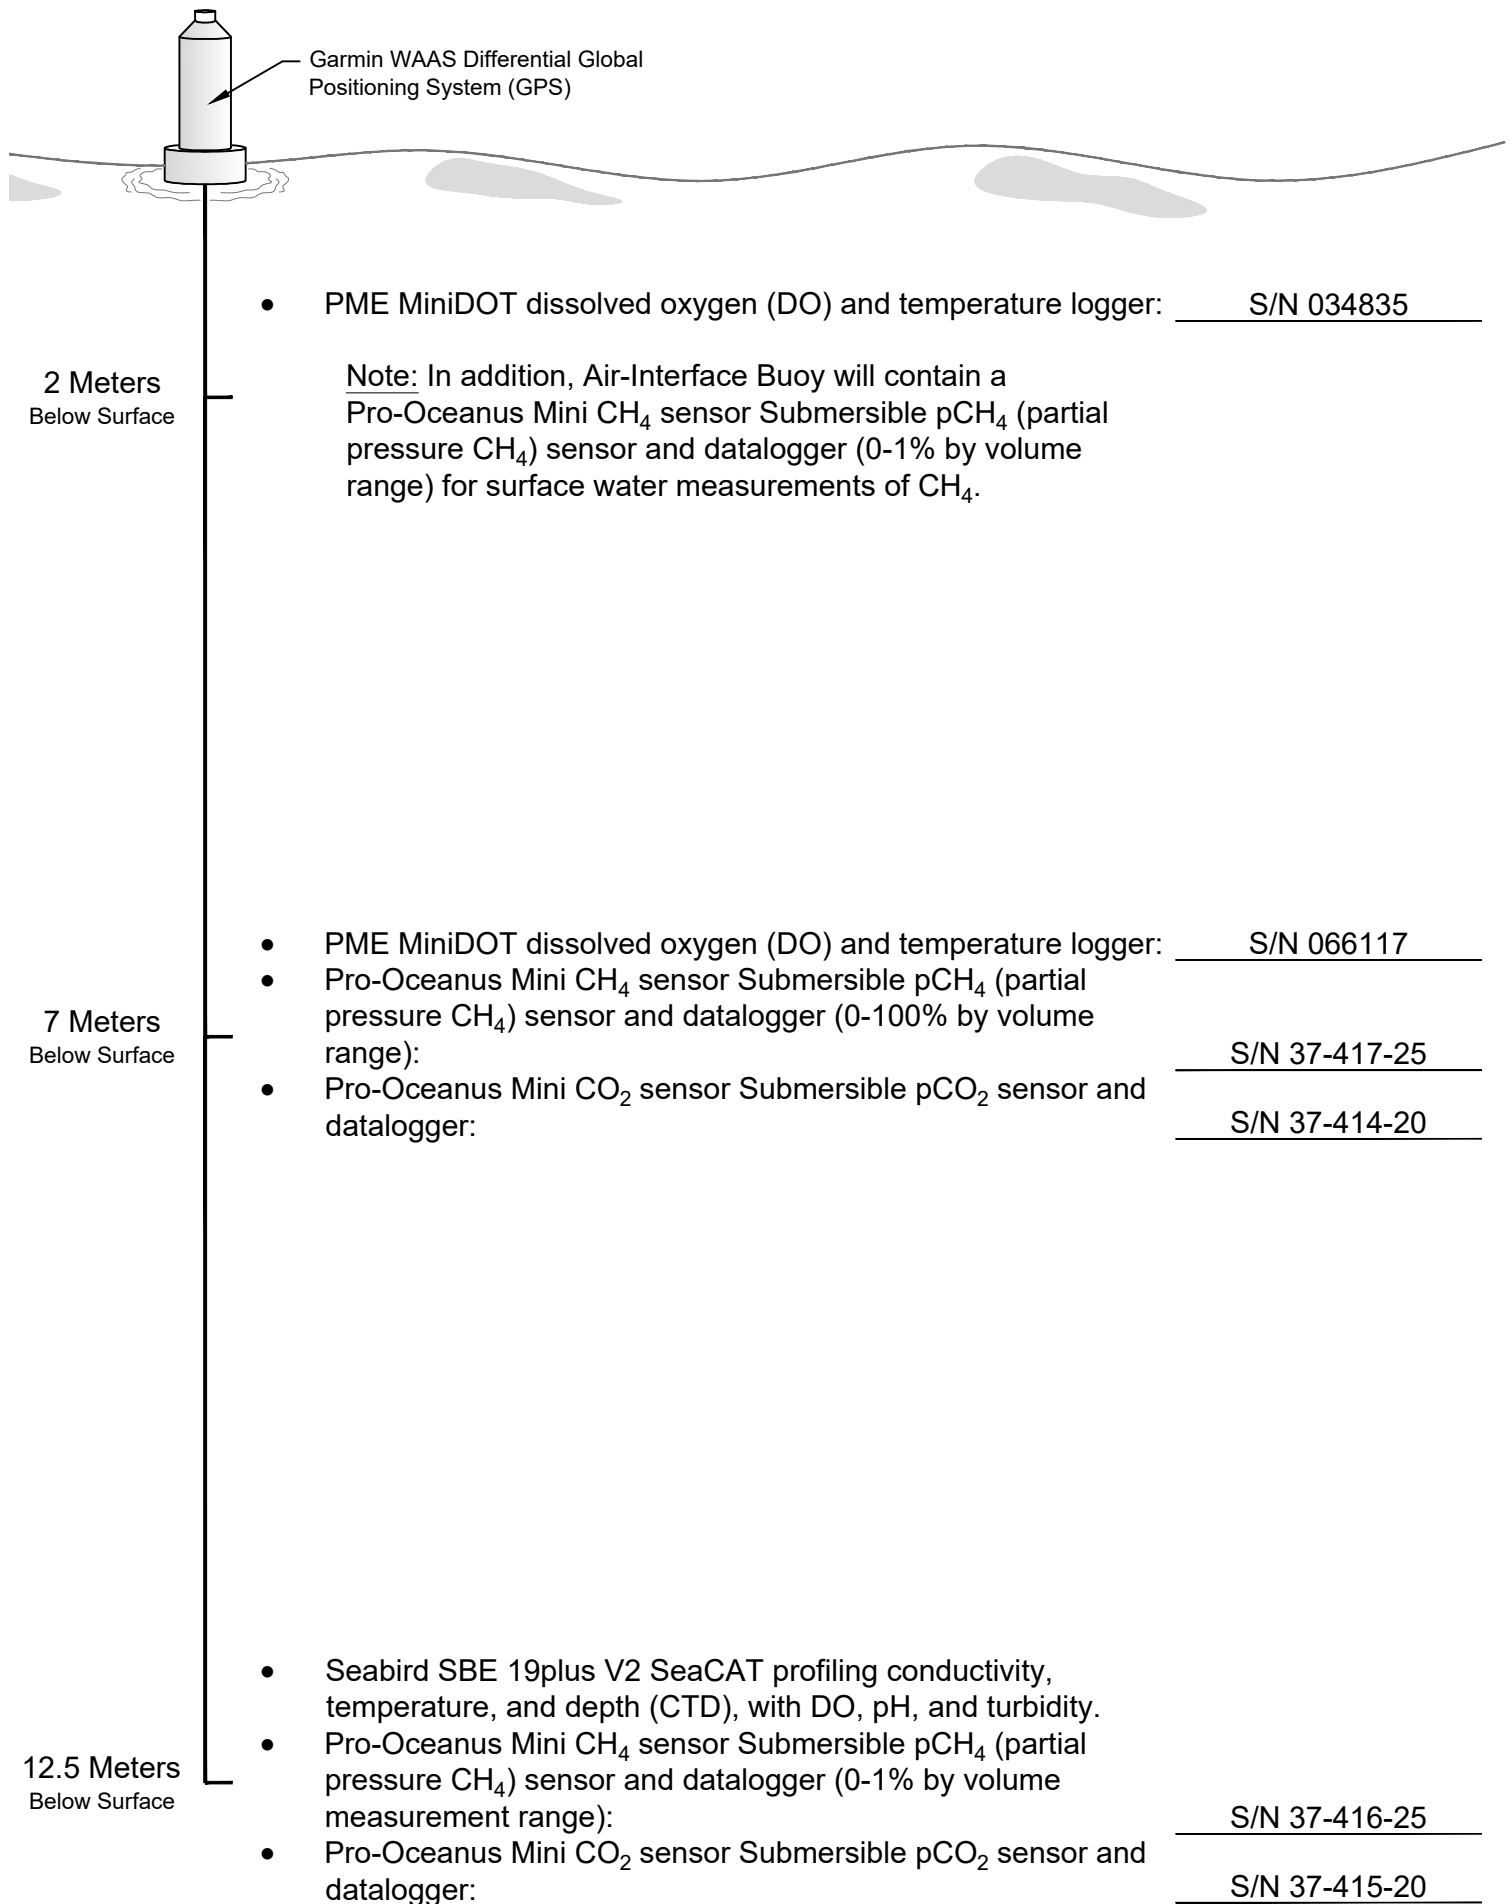 Garmin WAAS Differential Global
Positioning System (GPS)
• PME MiniDOT dissolved oxygen (DO) and temperature logger: S/N 034835
2 Meters
Below Surface
Note: In addition, Air-Interface Buoy will contain a
Pro-Oceanus Mini CH₄ sensor Submersible pCH₄ (partial
pressure CH₄) sensor and datalogger (0-1% by volume
range) for surface water measurements of CH₄.
• PME MiniDOT dissolved oxygen (DO) and temperature logger: S/N 066117
7 Meters
Below Surface
• Pro-Oceanus Mini CH₄ sensor Submersible pCH₄ (partial
pressure CH₄) sensor and datalogger (0-100% by volume
range): S/N 37-417-25
• Pro-Oceanus Mini CO₂ sensor Submersible pCO₂ sensor and
datalogger: S/N 37-414-20
• Seabird SBE 19plus V2 SeaCAT profiling conductivity,
temperature, and depth (CTD), with DO, pH, and turbidity.
12.5 Meters
Below Surface
• Pro-Oceanus Mini CH₄ sensor Submersible pCH₄ (partial
pressure CH₄) sensor and datalogger (0-1% by volume
measurement range): S/N 37-416-25
• Pro-Oceanus Mini CO₂ sensor Submersible pCO₂ sensor and
datalogger: S/N 37-415-20